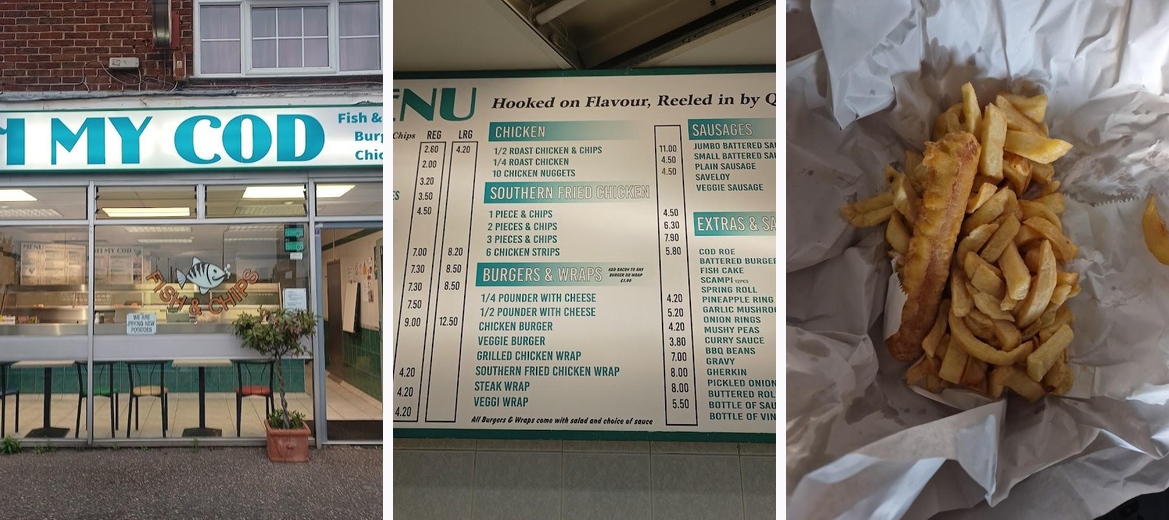 MY COD
Fish &
FISH & CHIPS
WE ARE
FRYING NEW
POTATOES
MENU
Hooked on Flavour, Reeled in by
Chips REG LRG
2.60 4.20
2.00
3.20
3.50
4.50
7.00 8.20
7.30 8.50
7.30 8.50
7.50
9.00 12.50
4.20
4.20
4.20
CHICKEN
1/2 ROAST CHICKEN & CHIPS 11.00
1/4 ROAST CHICKEN 4.50
10 CHICKEN NUGGETS 4.50
SOUTHERN FRIED CHICKEN
1 PIECE & CHIPS 4.50
2 PIECES & CHIPS 6.30
3 PIECES & CHIPS 7.90
6 CHICKEN STRIPS 5.80
BURGERS & WRAPS
ADD BACON TO ANY
BURGER OR WRAP
1/4 POUNDER WITH CHEESE 4.20
1/2 POUNDER WITH CHEESE 5.20
CHICKEN BURGER 4.20
VEGGIE BURGER 3.80
GRILLED CHICKEN WRAP 7.00
SOUTHERN FRIED CHICKEN WRAP 8.00
STEAK WRAP 8.00
VEGGI WRAP 5.50
All Burgers & Wraps come with salad and choice of sauce
SAUSAGES
JUMBO BATTERED
SMALL BATTERED
PLAIN SAUSAGE
SAVELOY
VEGGIE SAUSAGE
EXTRAS &
COD ROE
BATTERED
FISH CAKE
SCAMPI
SPRING ROLL
PINEAPPLE RING
GARLIC
ONION RINGS
MUSHY PEAS
CURRY SAUCE
BBQ BEANS
GRAVY
GHERKIN
PICKLED ONION
BUTTERED
BOTTLE OF
BOTTLE OF